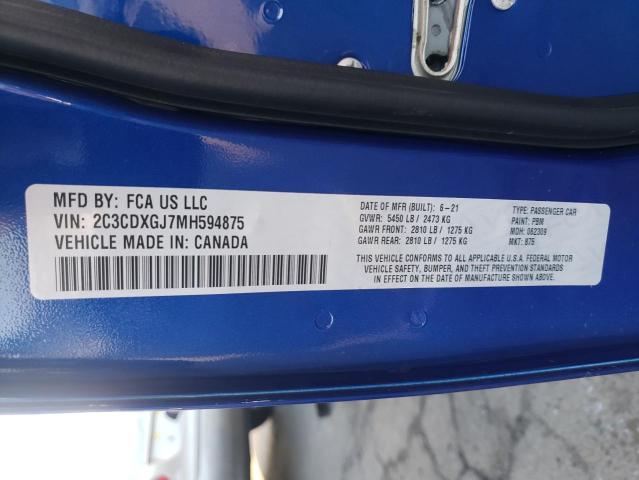 MFD BY: FCA US LLC
VIN: 2C3CDXGJ7MH594875
VEHICLE MADE IN: CANADA
DATE OF MFR (BUILT): 6-21
GVWR: 5450 LB / 2473 KG
GAWR FRONT: 2810 LB / 1275 KG
GAWR REAR: 2810 LB / 1275 KG
TYPE: PASSENGER CAR
PAINT: PBM
MDH: 062309
MKT: 875
THIS VEHICLE CONFORMS TO ALL APPLICABLE U.S.A. FEDERAL MOTOR
VEHICLE SAFETY, BUMPER, AND THEFT PREVENTION STANDARDS
IN EFFECT ON THE DATE OF MANUFACTURE SHOWN ABOVE.